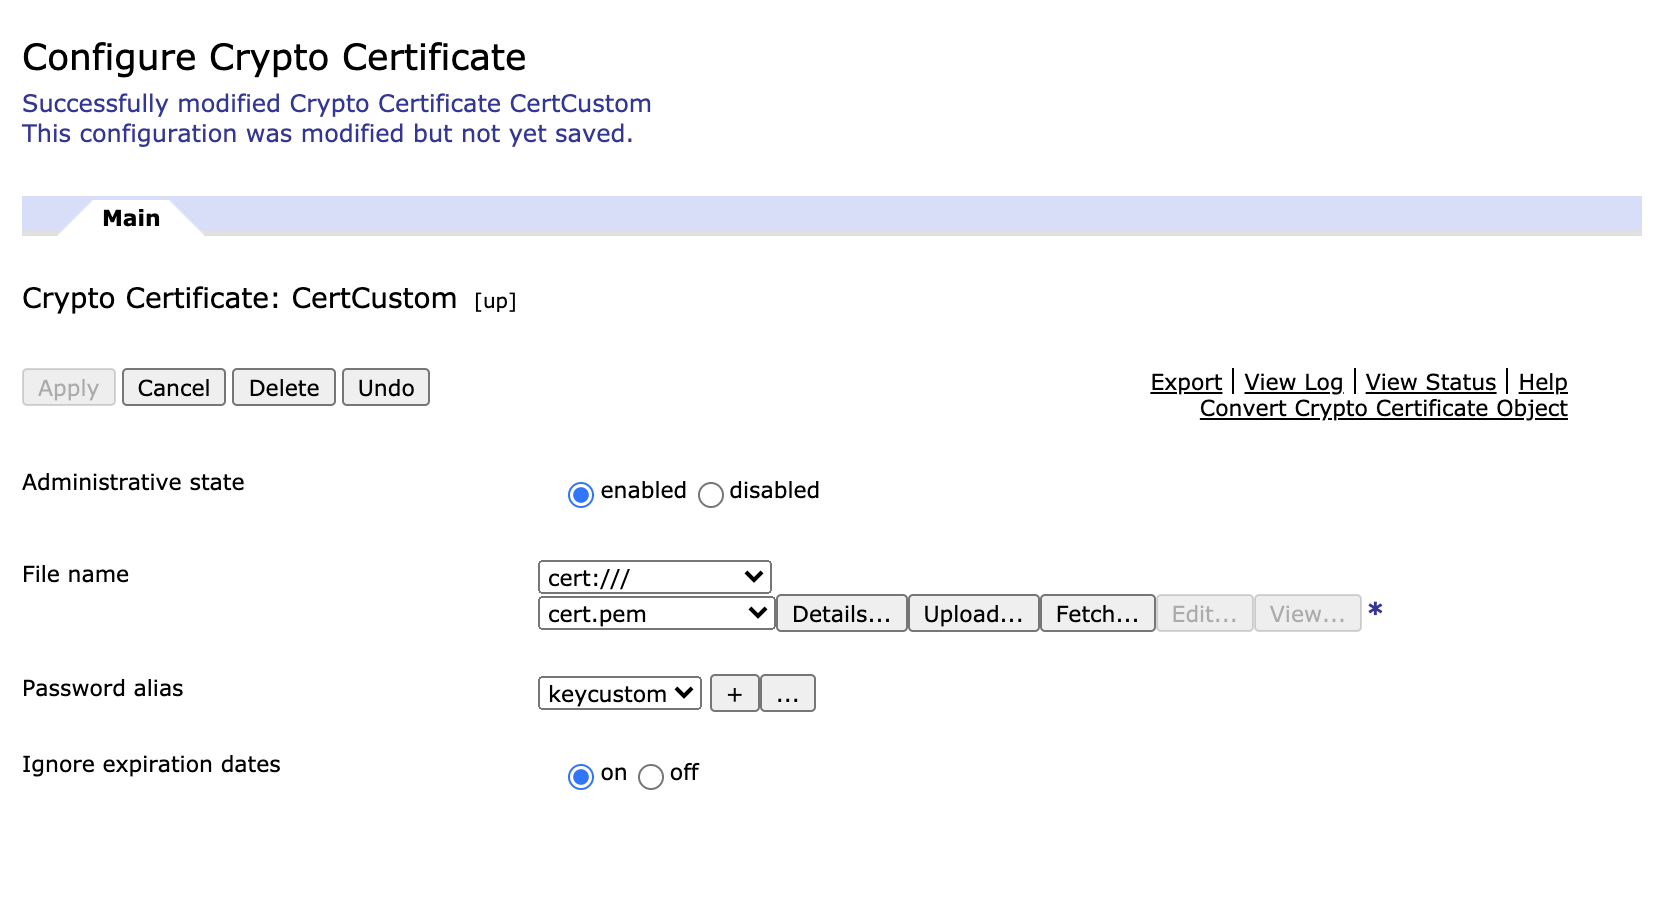 Configure Crypto Certificate
Successfully modified Crypto Certificate CertCustom
This configuration was modified but not yet saved.
Main
Crypto Certificate: CertCustom [up]
Apply Cancel Delete Undo
Export | View Log | View Status | Help
Convert Crypto Certificate Object
Administrative state
enabled disabled
File name
cert:///
cert.pem Details... Upload... Fetch... Edit... View... *
Password alias
keycustom + ...
Ignore expiration dates
on off